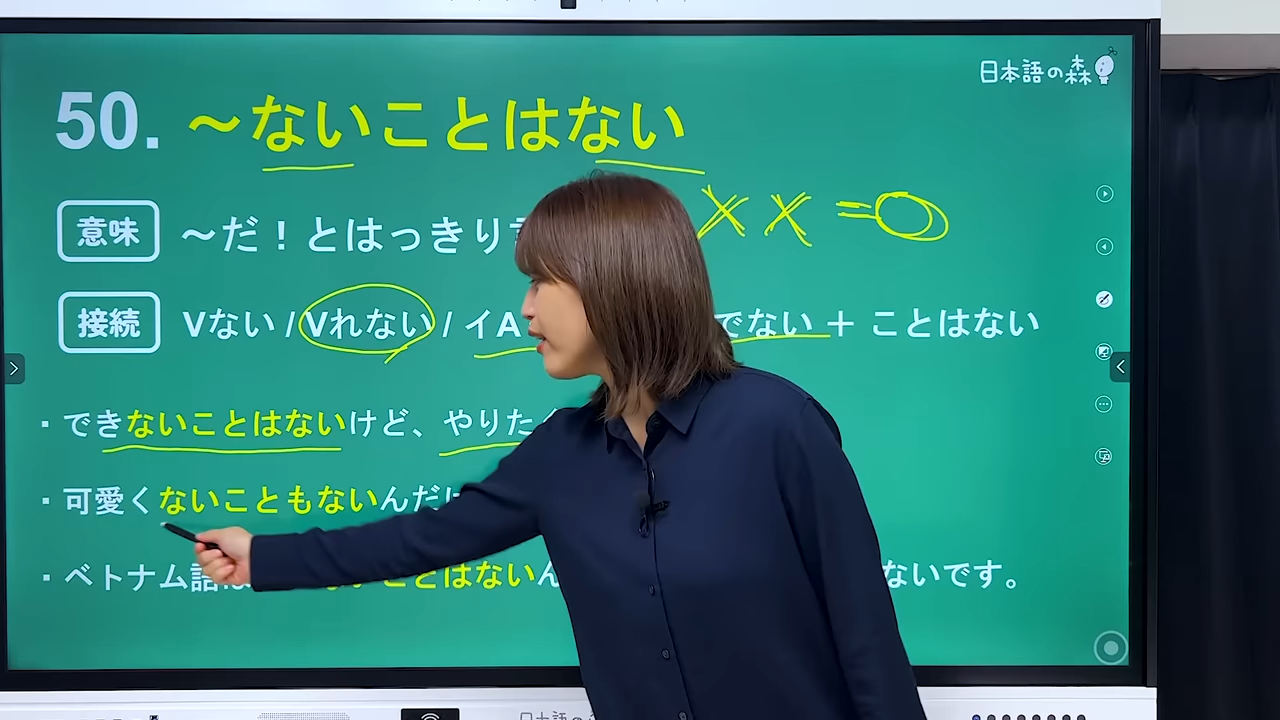 日本語の森
50. ～ないことはない
× × = ○
意味 ～だ！とはっきり
接続 Vない / Vれない / イA でない ＋ ことはない
・できないことはないけど、やりた
・可愛くないこともないんだけ
・ベトナム語は ないことはないん ないです。